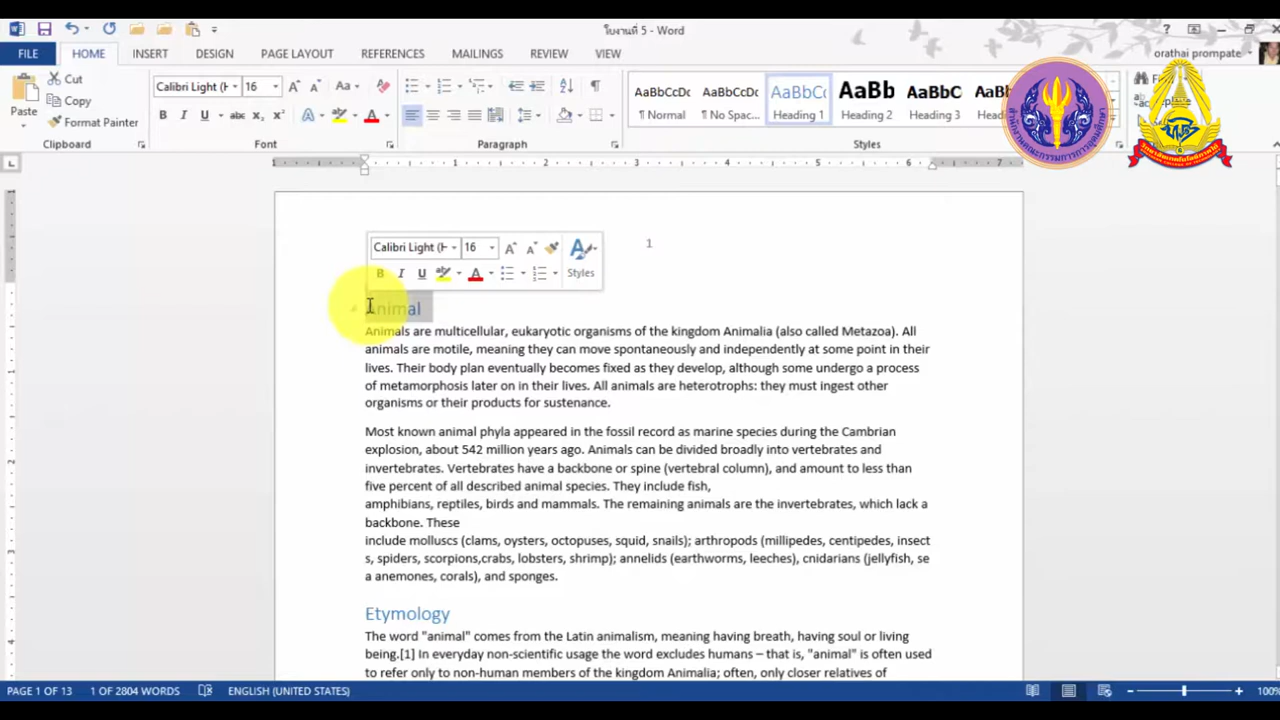 ใบงานที่ 5 - Word
FILE HOME INSERT DESIGN PAGE LAYOUT REFERENCES MAILINGS REVIEW VIEW
orathai prompate
Paste
Cut
Copy
Format Painter
Clipboard
Calibri Light (H 16
Font
Paragraph
AaBbCcDc AaBbCcDc AaBbCc AaBb AaBbC
¶ Normal ¶ No Spac... Heading 1 Heading 2 Heading 3 Headin
Styles
1 1 2 3 4 5 6 7
Calibri Light (H 16
Styles
1
Animal
Animals are multicellular, eukaryotic organisms of the kingdom Animalia (also called Metazoa). All
animals are motile, meaning they can move spontaneously and independently at some point in their
lives. Their body plan eventually becomes fixed as they develop, although some undergo a process
of metamorphosis later on in their lives. All animals are heterotrophs: they must ingest other
organisms or their products for sustenance.
Most known animal phyla appeared in the fossil record as marine species during the Cambrian
explosion, about 542 million years ago. Animals can be divided broadly into vertebrates and
invertebrates. Vertebrates have a backbone or spine (vertebral column), and amount to less than
five percent of all described animal species. They include fish,
amphibians, reptiles, birds and mammals. The remaining animals are the invertebrates, which lack a
backbone. These
include molluscs (clams, oysters, octopuses, squid, snails); arthropods (millipedes, centipedes, insect
s, spiders, scorpions,crabs, lobsters, shrimp); annelids (earthworms, leeches), cnidarians (jellyfish, se
a anemones, corals), and sponges.
Etymology
The word "animal" comes from the Latin animalism, meaning having breath, having soul or living
being.[1] In everyday non-scientific usage the word excludes humans – that is, "animal" is often used
to refer only to non-human members of the kingdom Animalia; often, only closer relatives of
PAGE 1 OF 13 1 OF 2804 WORDS ENGLISH (UNITED STATES) 100%